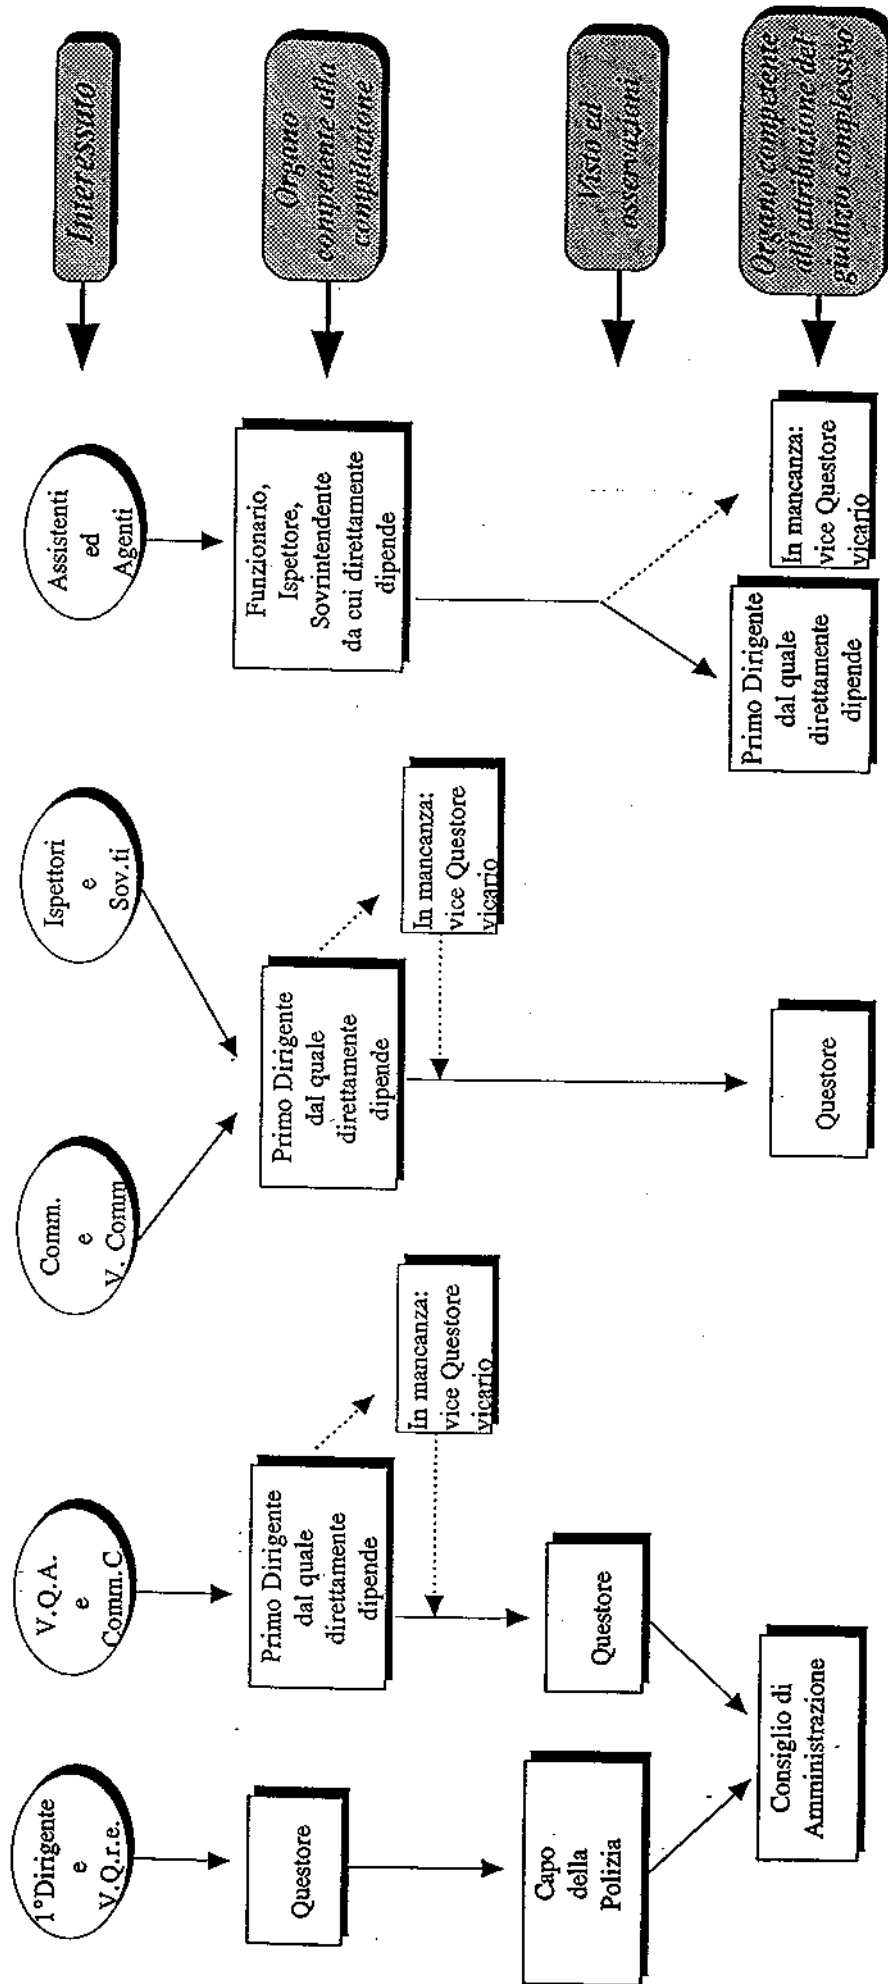 Interessato
Organo
competente alla
compilazione
Visto ed
osservazioni
Organo competente
all'attribuzione del
giudizio complessivo
Assistenti
ed
Agenti
Funzionario,
Ispettore,
Sovrintendente
da cui direttamente
dipende
In mancanza:
vice Questore
vicario
Primo Dirigente
dal quale
direttamente
dipende
Ispettori
e
Sov.ti
Comm.
e
V. Comm
Primo Dirigente
dal quale
direttamente
dipende
In mancanza:
vice Questore
vicario
Questore
V.Q.A.
e
Comm.C
Primo Dirigente
dal quale
direttamente
dipende
In mancanza:
vice Questore
vicario
Questore
1°Dirigente
e
V.Q.r.e.
Questore
Capo
della
Polizia
Consiglio di
Amministrazione